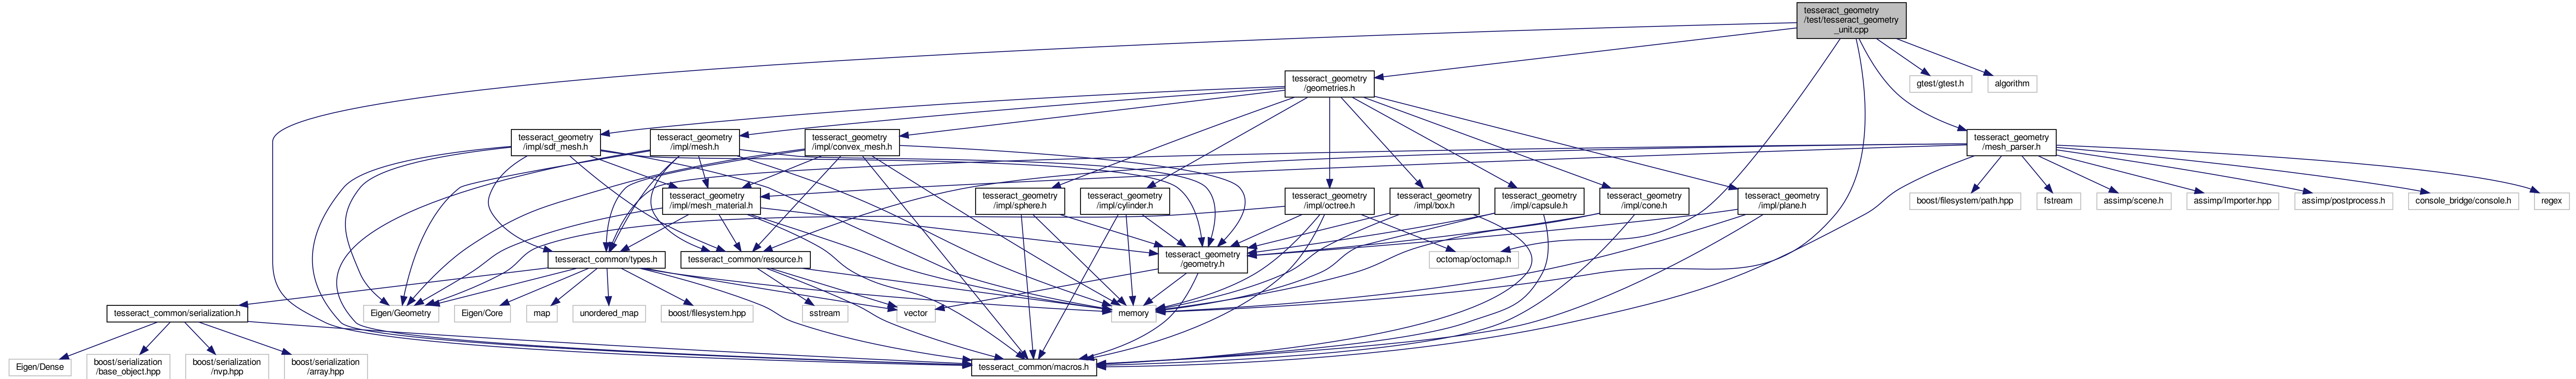 tesseract_geometry
/test/tesseract_geometry
_unit.cpp
tesseract_geometry
/geometries.h
gtest/gtest.h
algorithm
tesseract_geometry
/impl/sdf_mesh.h
tesseract_geometry
/impl/mesh.h
tesseract_geometry
/impl/convex_mesh.h
tesseract_geometry
/mesh_parser.h
tesseract_geometry
/impl/mesh_material.h
tesseract_geometry
/impl/sphere.h
tesseract_geometry
/impl/cylinder.h
tesseract_geometry
/impl/octree.h
tesseract_geometry
/impl/box.h
tesseract_geometry
/impl/capsule.h
tesseract_geometry
/impl/cone.h
tesseract_geometry
/impl/plane.h
boost/filesystem/path.hpp
fstream
assimp/scene.h
assimp/Importer.hpp
assimp/postprocess.h
console_bridge/console.h
regex
tesseract_common/types.h
tesseract_common/resource.h
tesseract_geometry
/geometry.h
octomap/octomap.h
tesseract_common/serialization.h
Eigen/Geometry
Eigen/Core
map
unordered_map
boost/filesystem.hpp
sstream
vector
memory
Eigen/Dense
boost/serialization
/base_object.hpp
boost/serialization
/nvp.hpp
boost/serialization
/array.hpp
tesseract_common/macros.h